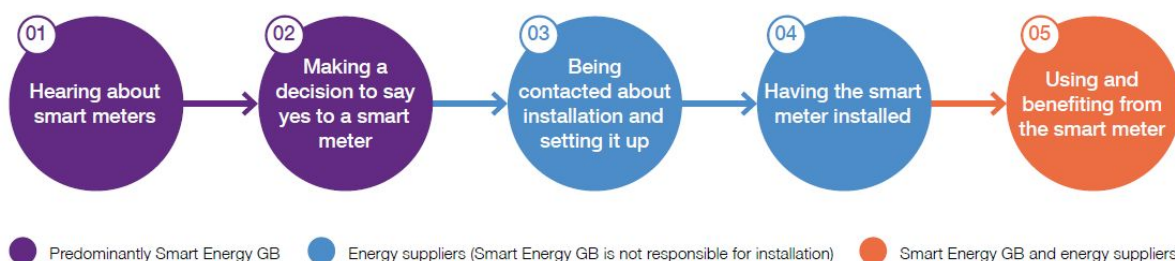 01
Hearing about
smart meters
02
Making a
decision to say
yes to a smart
meter
03
Being
contacted about
installation and
setting it up
04
Having the smart
meter installed
05
Using and
benefiting from
the smart meter
Predominantly Smart Energy GB
Energy suppliers (Smart Energy GB is not responsible for installation)
Smart Energy GB and energy suppliers